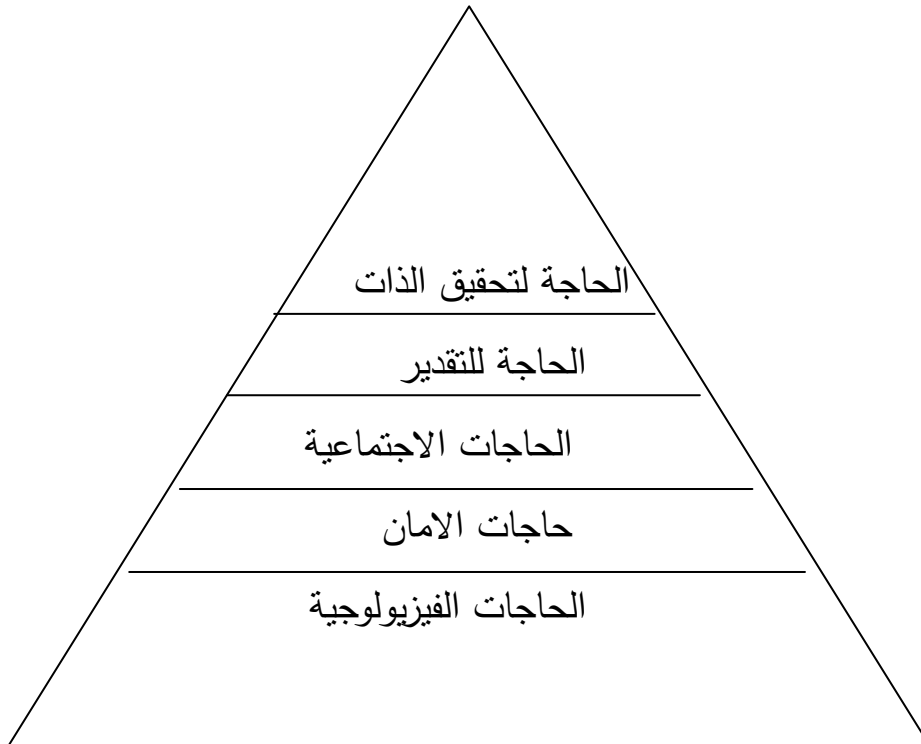 الحاجة لتحقيق الذات
الحاجة للتقدير
الحاجات الاجتماعية
حاجات الامان
الحاجات الفيزيولوجية